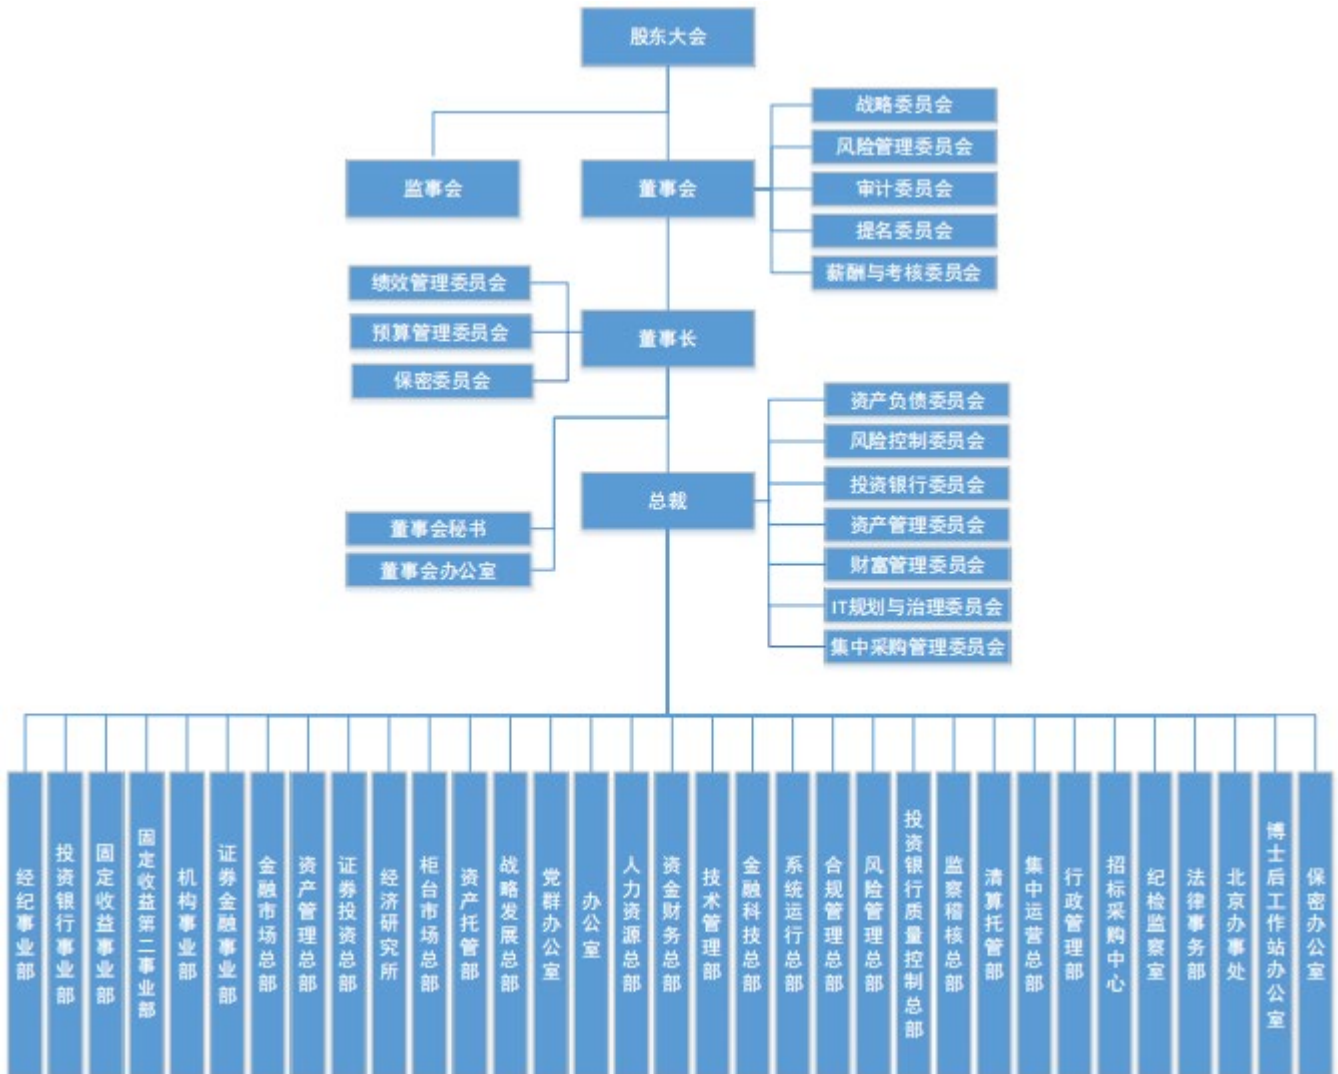 股东大会
战略委员会
风险管理委员会
监事会
董事会
审计委员会
提名委员会
薪酬与考核委员会
绩效管理委员会
预算管理委员会
董事长
保密委员会
资产负债委员会
风险控制委员会
投资银行委员会
总裁
资产管理委员会
董事会秘书
财富管理委员会
董事会办公室
IT规划与治理委员会
集中采购管理委员会
经纪事业部
投资银行事业部
固定收益事业部
固定收益第二事业部
机构事业部
证券金融事业部
金融市场总部
资产管理总部
证券投资总部
经济研究所
柜台市场总部
资产托管部
战略发展总部
党群办公室
办公室
人力资源总部
资金财务总部
技术管理部
金融科技总部
系统运行总部
合规管理总部
风险管理总部
投资银行质量控制总部
监察稽核总部
清算托管部
集中运营总部
行政管理部
招标采购中心
纪检监察室
法律事务部
北京办事处
博士后工作站办公室
保密办公室